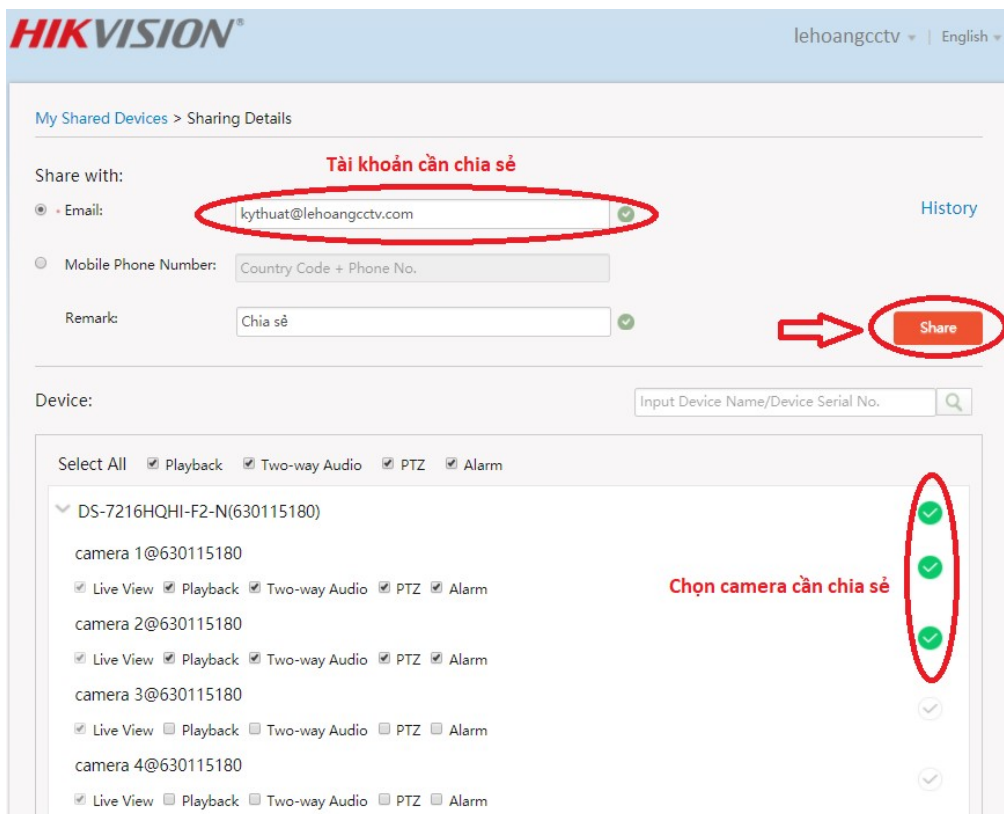 HIKVISION®
lehoangcctv | English
My Shared Devices > Sharing Details
Tài khoản cần chia sẻ
Share with:
Email: kythuat@lehoangcctv.com
History
Mobile Phone Number: Country Code + Phone No.
Remark: Chia sẻ
Share
Device: Input Device Name/Device Serial No.
Select All Playback Two-way Audio PTZ Alarm
DS-7216HQHI-F2-N(630115180)
camera 1@630115180
Chọn camera cần chia sẻ
Live View Playback Two-way Audio PTZ Alarm
camera 2@630115180
Live View Playback Two-way Audio PTZ Alarm
camera 3@630115180
Live View Playback Two-way Audio PTZ Alarm
camera 4@630115180
Live View Playback Two-way Audio PTZ Alarm